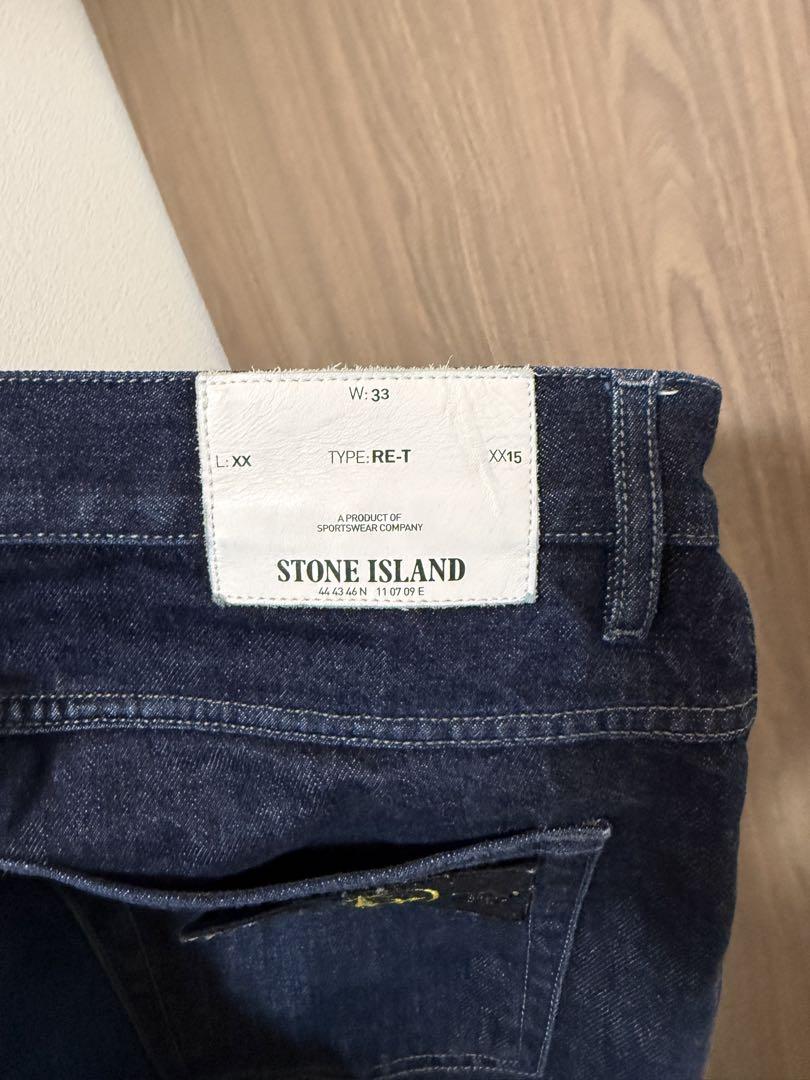 W: 33
L: XX TYPE: RE-T XX15
A PRODUCT OF
SPORTSWEAR COMPANY
STONE ISLAND
44 43 46 N 11 07 09 E